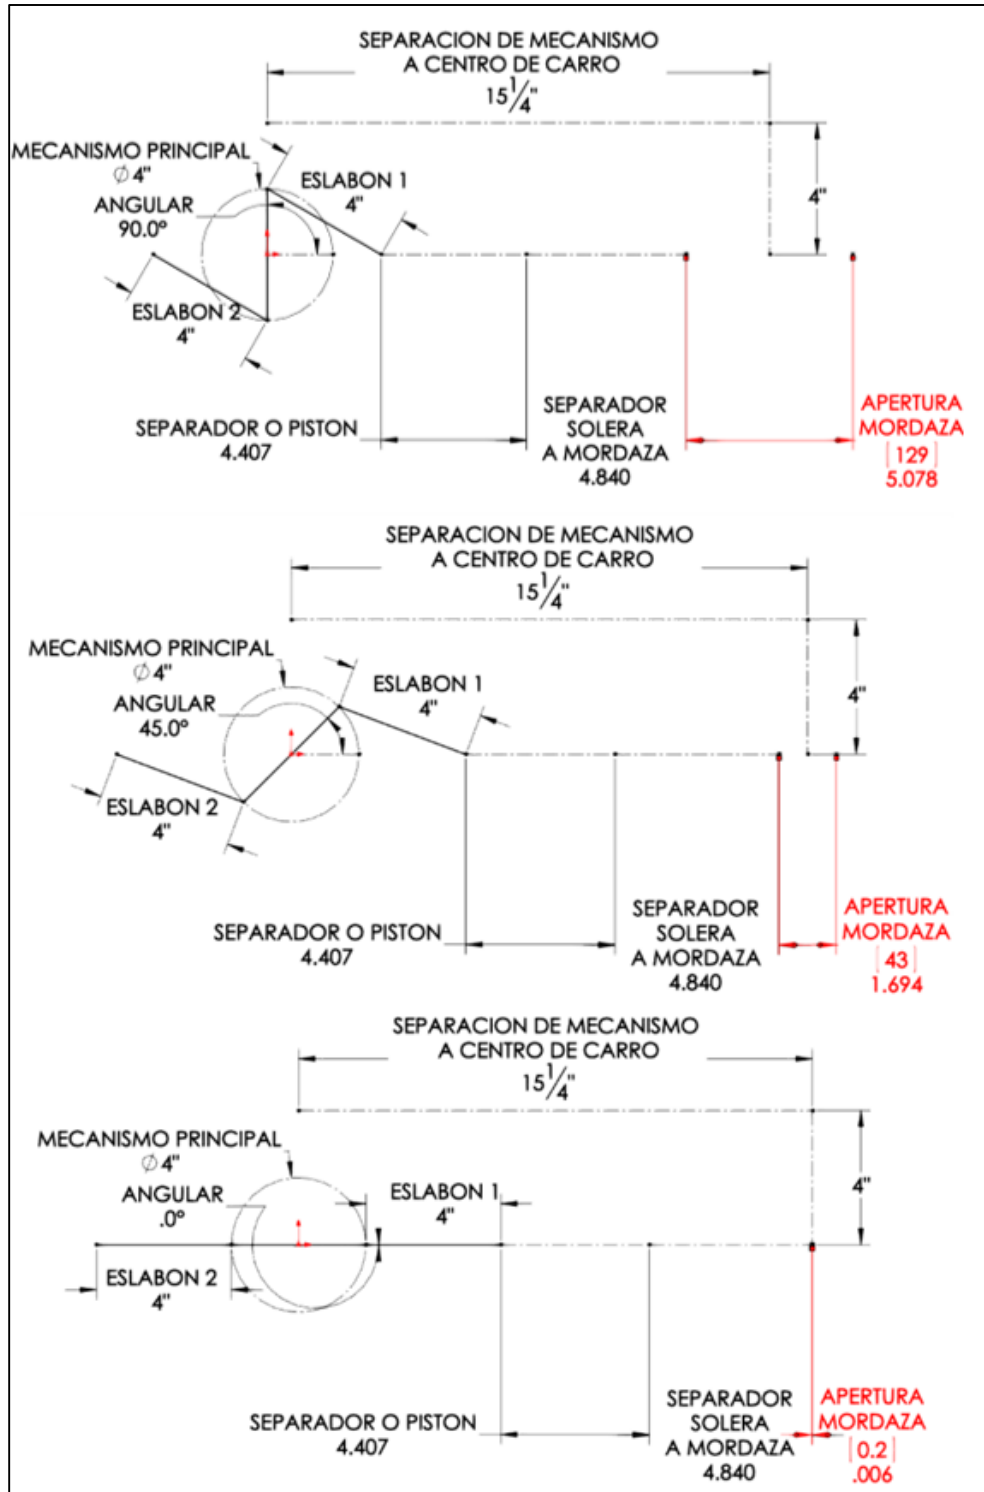 SEPARACION DE MECANISMO
A CENTRO DE CARRO
15 1/4"
MECANISMO PRINCIPAL
∅ 4"
ESLABON 1
4"
4"
ANGULAR
90.0°
ESLABON 2
4"
SEPARADOR O PISTON
4.407
SEPARADOR
SOLERA
A MORDAZA
4.840
APERTURA
MORDAZA
[129]
5.078
SEPARACION DE MECANISMO
A CENTRO DE CARRO
15 1/4"
MECANISMO PRINCIPAL
∅ 4"
ESLABON 1
4"
4"
ANGULAR
45.0°
ESLABON 2
4"
SEPARADOR O PISTON
4.407
SEPARADOR
SOLERA
A MORDAZA
4.840
APERTURA
MORDAZA
[43]
1.694
SEPARACION DE MECANISMO
A CENTRO DE CARRO
15 1/4"
MECANISMO PRINCIPAL
∅ 4"
ANGULAR
.0°
ESLABON 1
4"
4"
ESLABON 2
4"
SEPARADOR O PISTON
4.407
SEPARADOR
SOLERA
A MORDAZA
4.840
APERTURA
MORDAZA
[0.2]
.006